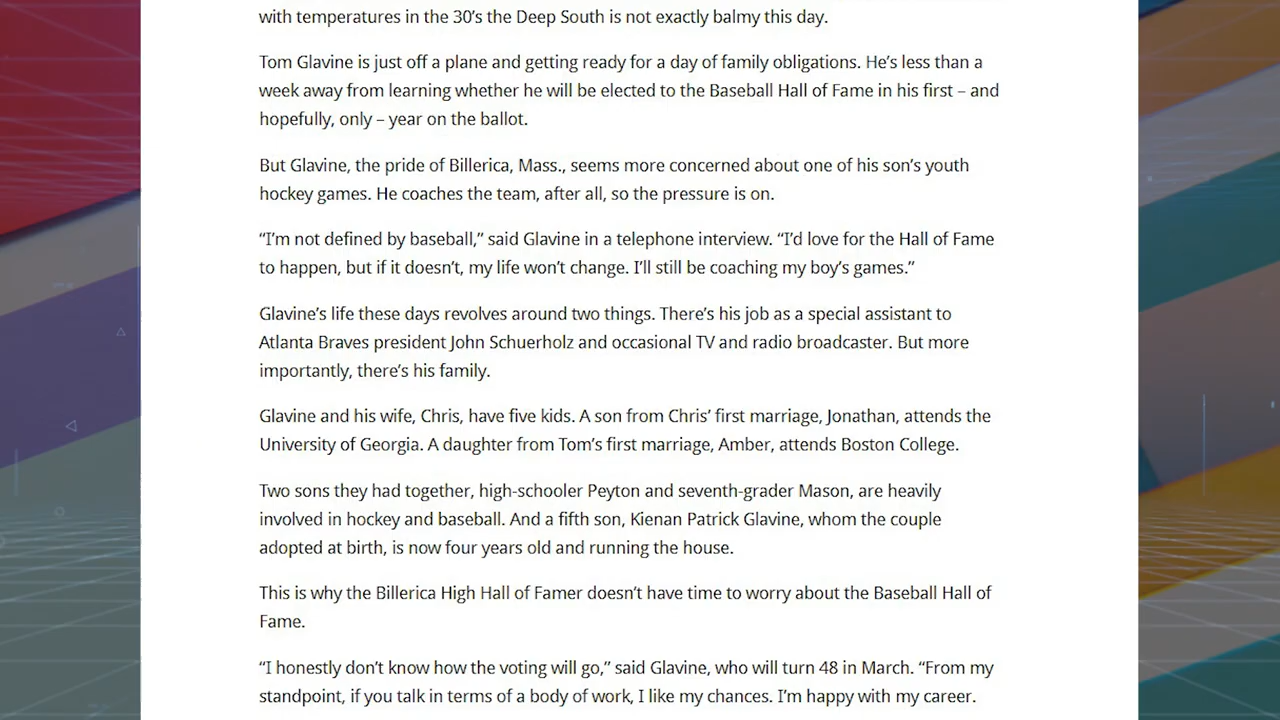 with temperatures in the 30’s the Deep South is not exactly balmy this day.
Tom Glavine is just off a plane and getting ready for a day of family obligations. He’s less than a
week away from learning whether he will be elected to the Baseball Hall of Fame in his first – and
hopefully, only – year on the ballot.
But Glavine, the pride of Billerica, Mass., seems more concerned about one of his son’s youth
hockey games. He coaches the team, after all, so the pressure is on.
“I’m not defined by baseball,” said Glavine in a telephone interview. “I’d love for the Hall of Fame
to happen, but if it doesn’t, my life won’t change. I’ll still be coaching my boy’s games.”
Glavine’s life these days revolves around two things. There’s his job as a special assistant to
Atlanta Braves president John Schuerholz and occasional TV and radio broadcaster. But more
importantly, there’s his family.
Glavine and his wife, Chris, have five kids. A son from Chris’ first marriage, Jonathan, attends the
University of Georgia. A daughter from Tom’s first marriage, Amber, attends Boston College.
Two sons they had together, high-schooler Peyton and seventh-grader Mason, are heavily
involved in hockey and baseball. And a fifth son, Kienan Patrick Glavine, whom the couple
adopted at birth, is now four years old and running the house.
This is why the Billerica High Hall of Famer doesn’t have time to worry about the Baseball Hall of
Fame.
“I honestly don’t know how the voting will go,” said Glavine, who will turn 48 in March. “From my
standpoint, if you talk in terms of a body of work, I like my chances. I’m happy with my career.